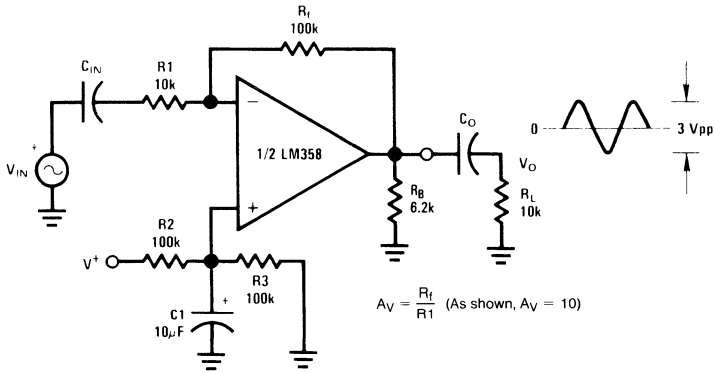 Rf
100k
CIN
R1
10k
VIN
+
−
1/2 LM358
+
CO
VO
0
3 Vpp
RB
6.2k
RL
10k
R2
100k
V+
R3
100k
+
C1
10μF
AV = Rf/R1 (As shown, AV = 10)